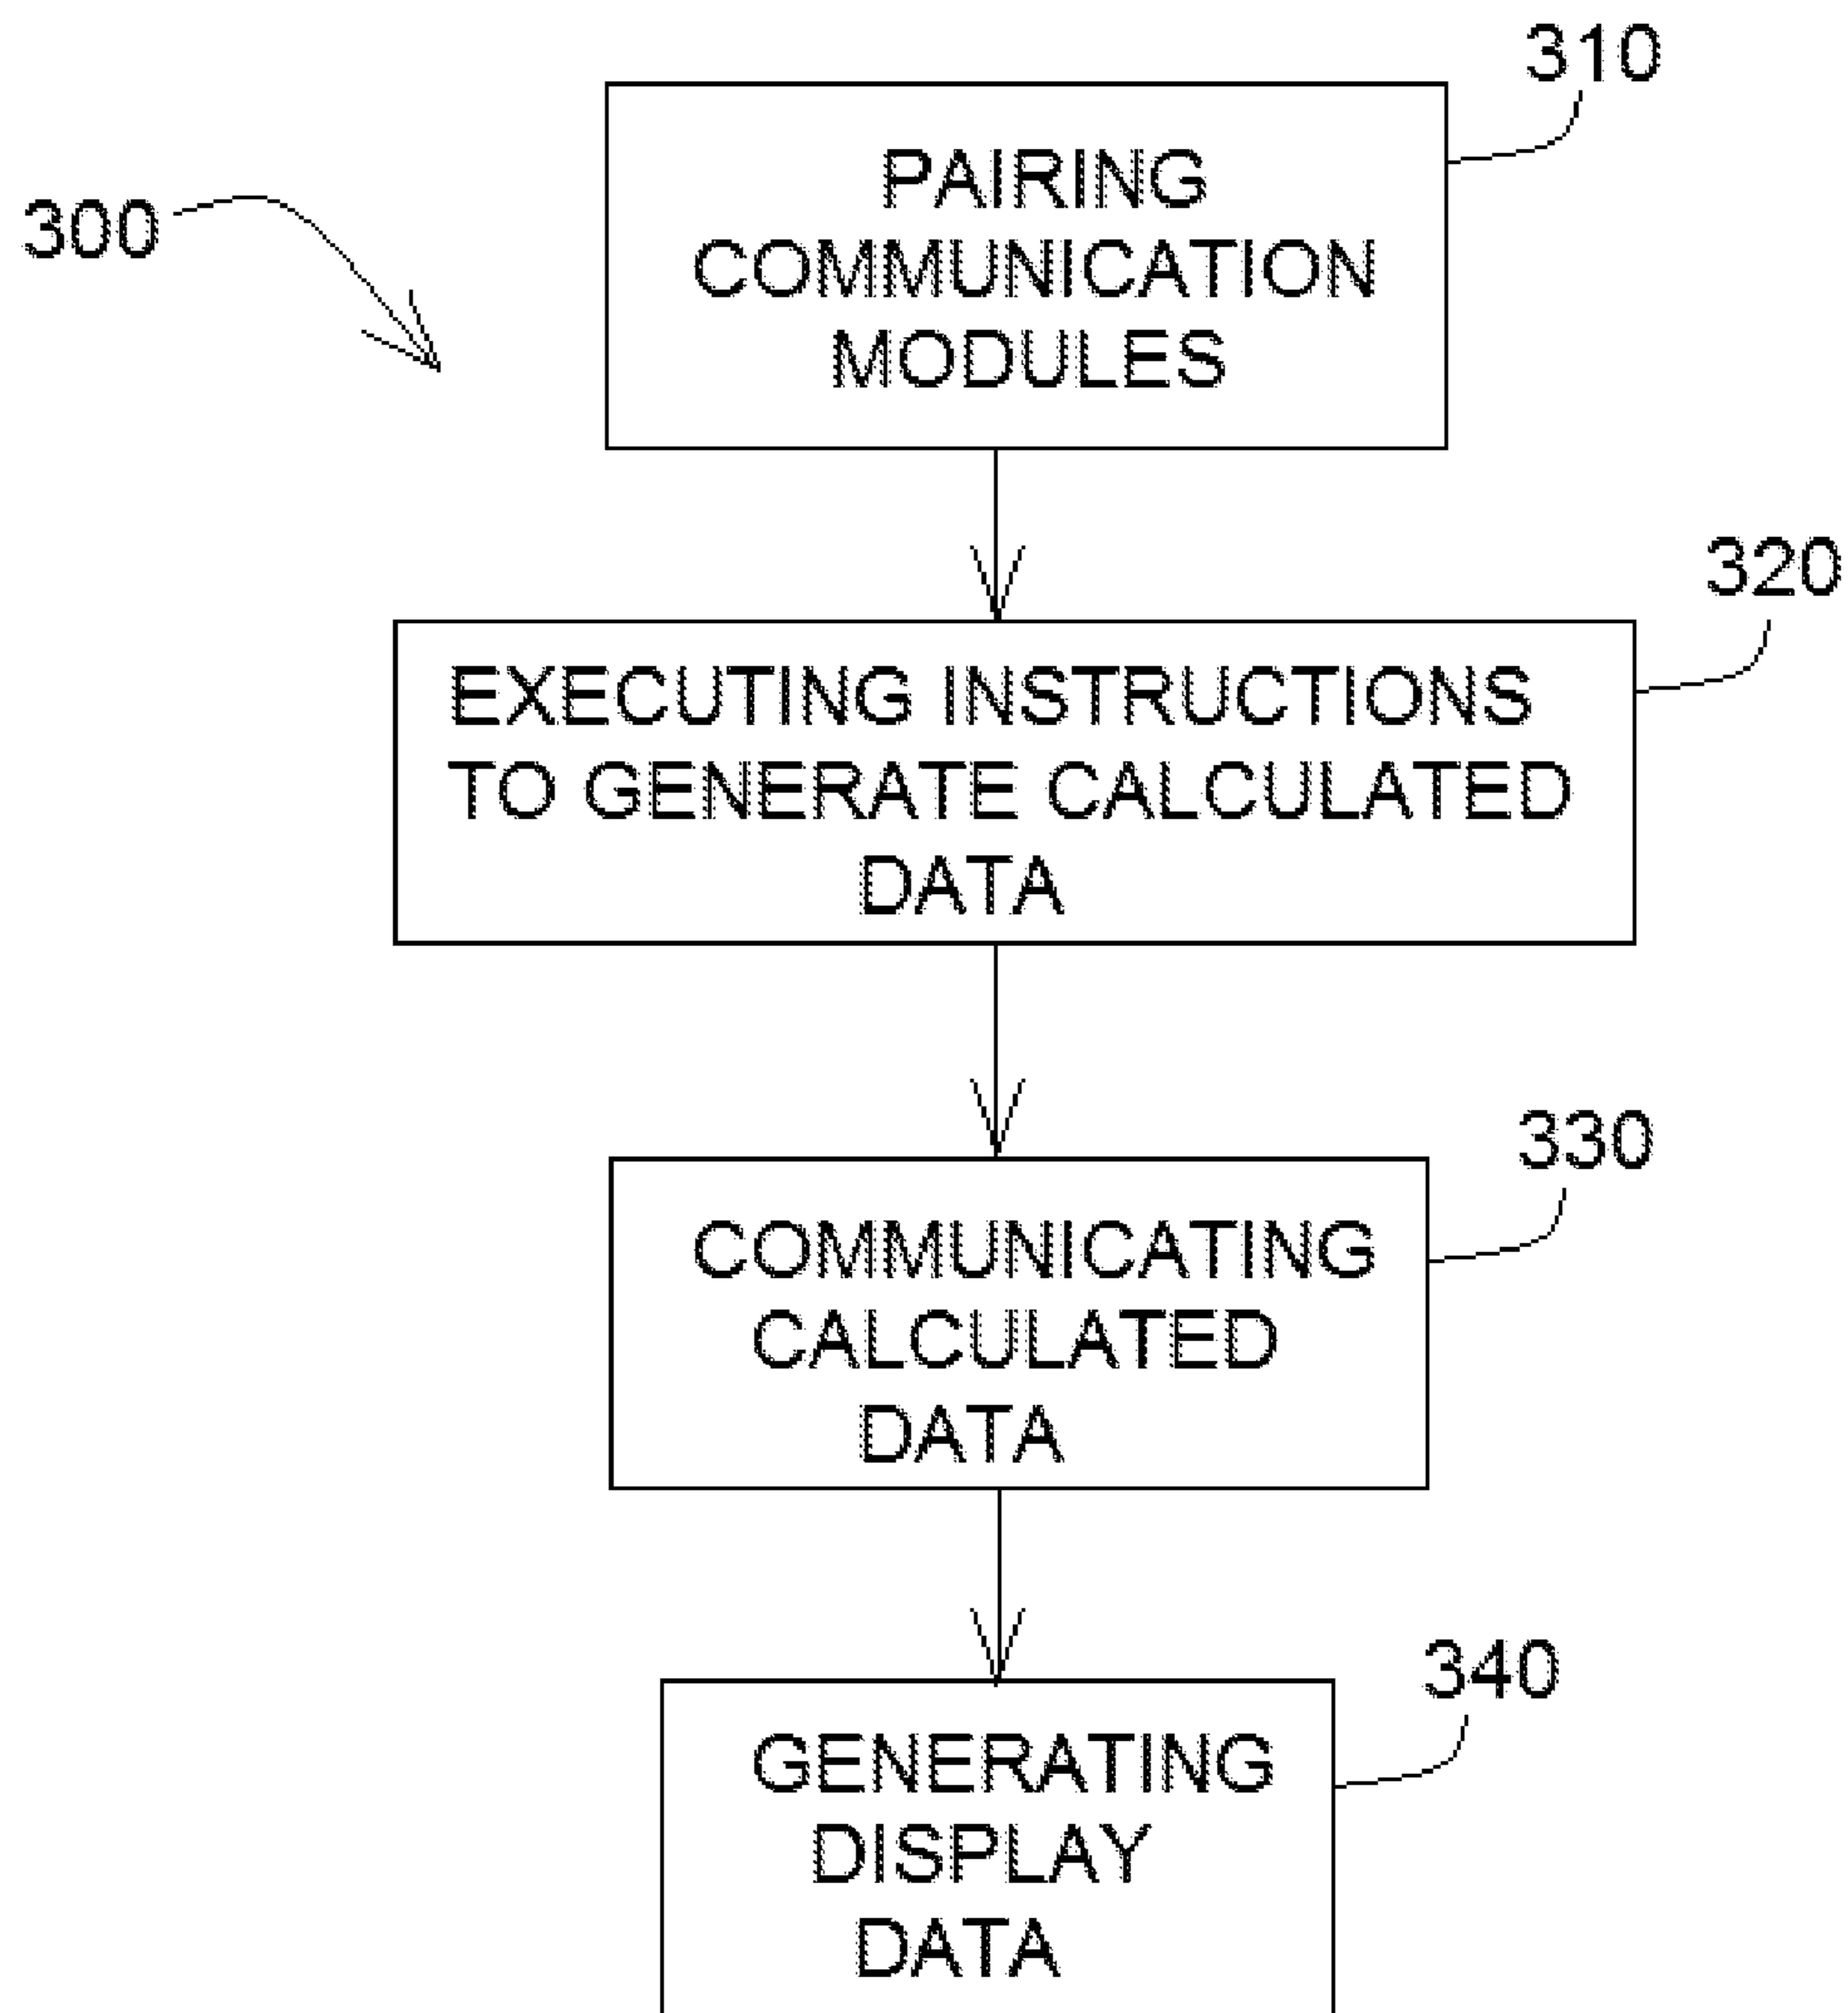 310
PAIRING
COMMUNICATION
MODULES
300
320
EXECUTING INSTRUCTIONS
TO GENERATE CALCULATED
DATA
330
COMMUNICATING
CALCULATED
DATA
340
GENERATING
DISPLAY
DATA